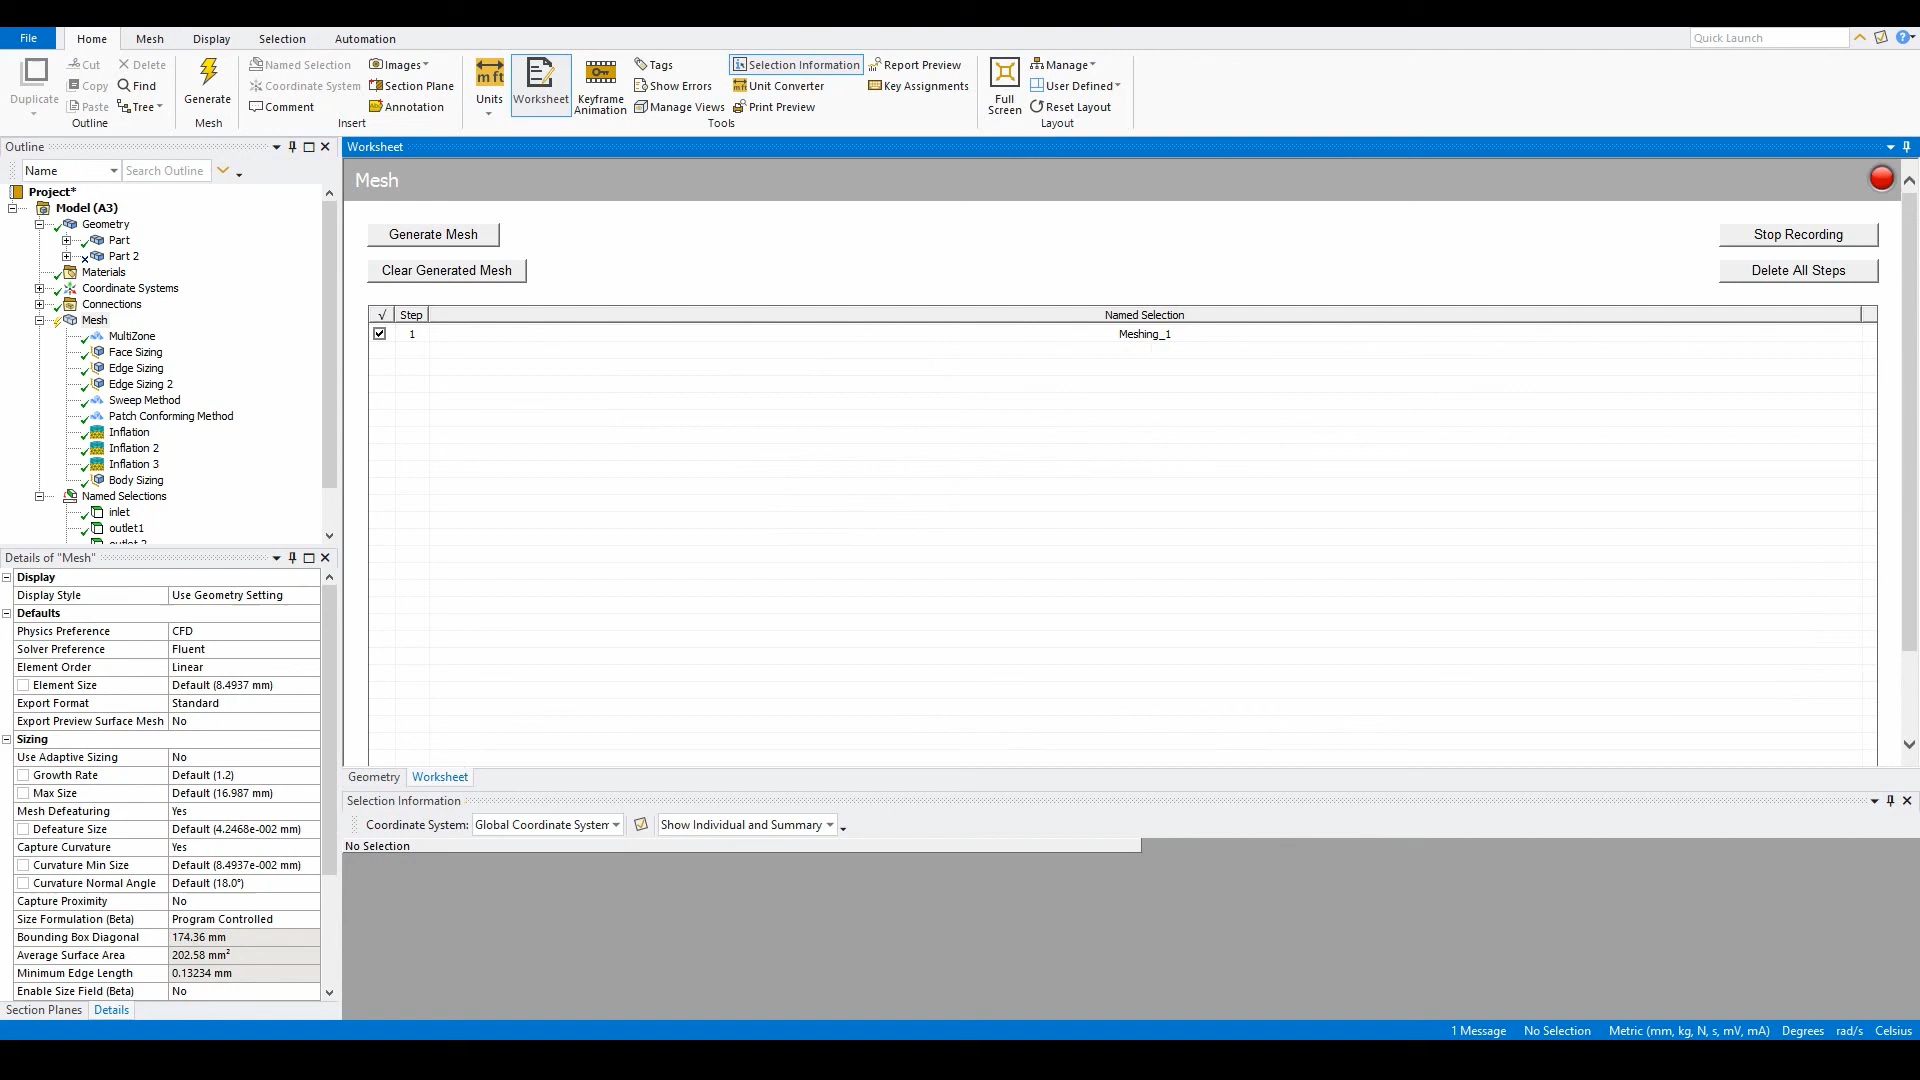 File
Home
Mesh
Display
Selection
Automation
Quick Launch
Duplicate
Cut
Copy
Paste
Delete
Find
Tree
Outline
Generate
Mesh
Named Selection
Coordinate System
Comment
Images
Section Plane
Annotation
Insert
mft
Units
Worksheet
Keyframe
Animation
Tags
Show Errors
Manage Views
Selection Information
Unit Converter
Print Preview
Report Preview
Key Assignments
Tools
Full
Screen
Manage
User Defined
Reset Layout
Layout
Outline
Name
Search Outline
Project*
Model (A3)
Geometry
Part
Part 2
Materials
Coordinate Systems
Connections
Mesh
MultiZone
Face Sizing
Edge Sizing
Edge Sizing 2
Sweep Method
Patch Conforming Method
Inflation
Inflation 2
Inflation 3
Body Sizing
Named Selections
inlet
outlet1
Details of "Mesh"
Display
Display Style Use Geometry Setting
Defaults
Physics Preference CFD
Solver Preference Fluent
Element Order Linear
Element Size Default (8.4937 mm)
Export Format Standard
Export Preview Surface Mesh No
Sizing
Use Adaptive Sizing No
Growth Rate Default (1.2)
Max Size Default (16.987 mm)
Mesh Defeaturing Yes
Defeature Size Default (4.2468e-002 mm)
Capture Curvature Yes
Curvature Min Size Default (8.4937e-002 mm)
Curvature Normal Angle Default (18.0°)
Capture Proximity No
Size Formulation (Beta) Program Controlled
Bounding Box Diagonal 174.36 mm
Average Surface Area 202.58 mm²
Minimum Edge Length 0.13234 mm
Enable Size Field (Beta) No
Section Planes Details
Worksheet
Mesh
Generate Mesh
Stop Recording
Clear Generated Mesh
Delete All Steps
√ Step Named Selection
1 Meshing_1
Geometry Worksheet
Selection Information
Coordinate System: Global Coordinate System Show Individual and Summary
No Selection
1 Message No Selection Metric (mm, kg, N, s, mV, mA) Degrees rad/s Celsius